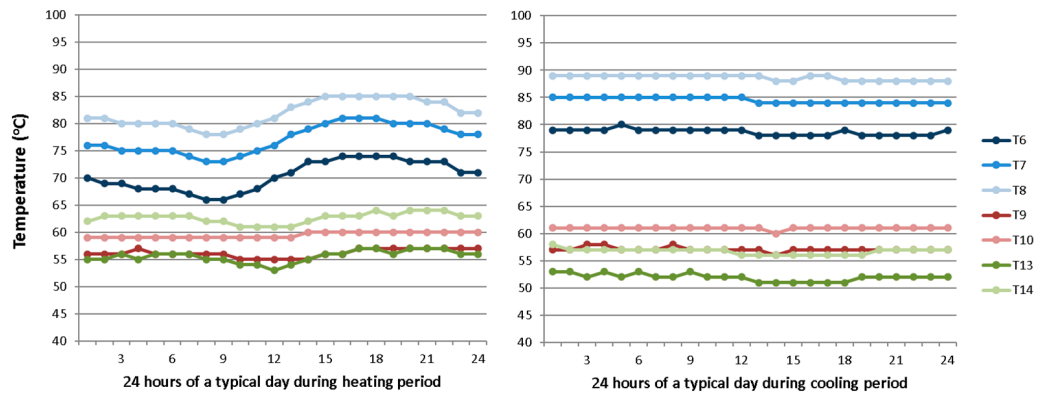 Temperature (°C)
100
95
90
85
80
75
70
65
60
55
50
45
40
3 6 9 12 15 18 21 24
24 hours of a typical day during heating period
100
95
90
85
80
75
70
65
60
55
50
45
40
3 6 9 12 15 18 21 24
24 hours of a typical day during cooling period
T6
T7
T8
T9
T10
T13
T14